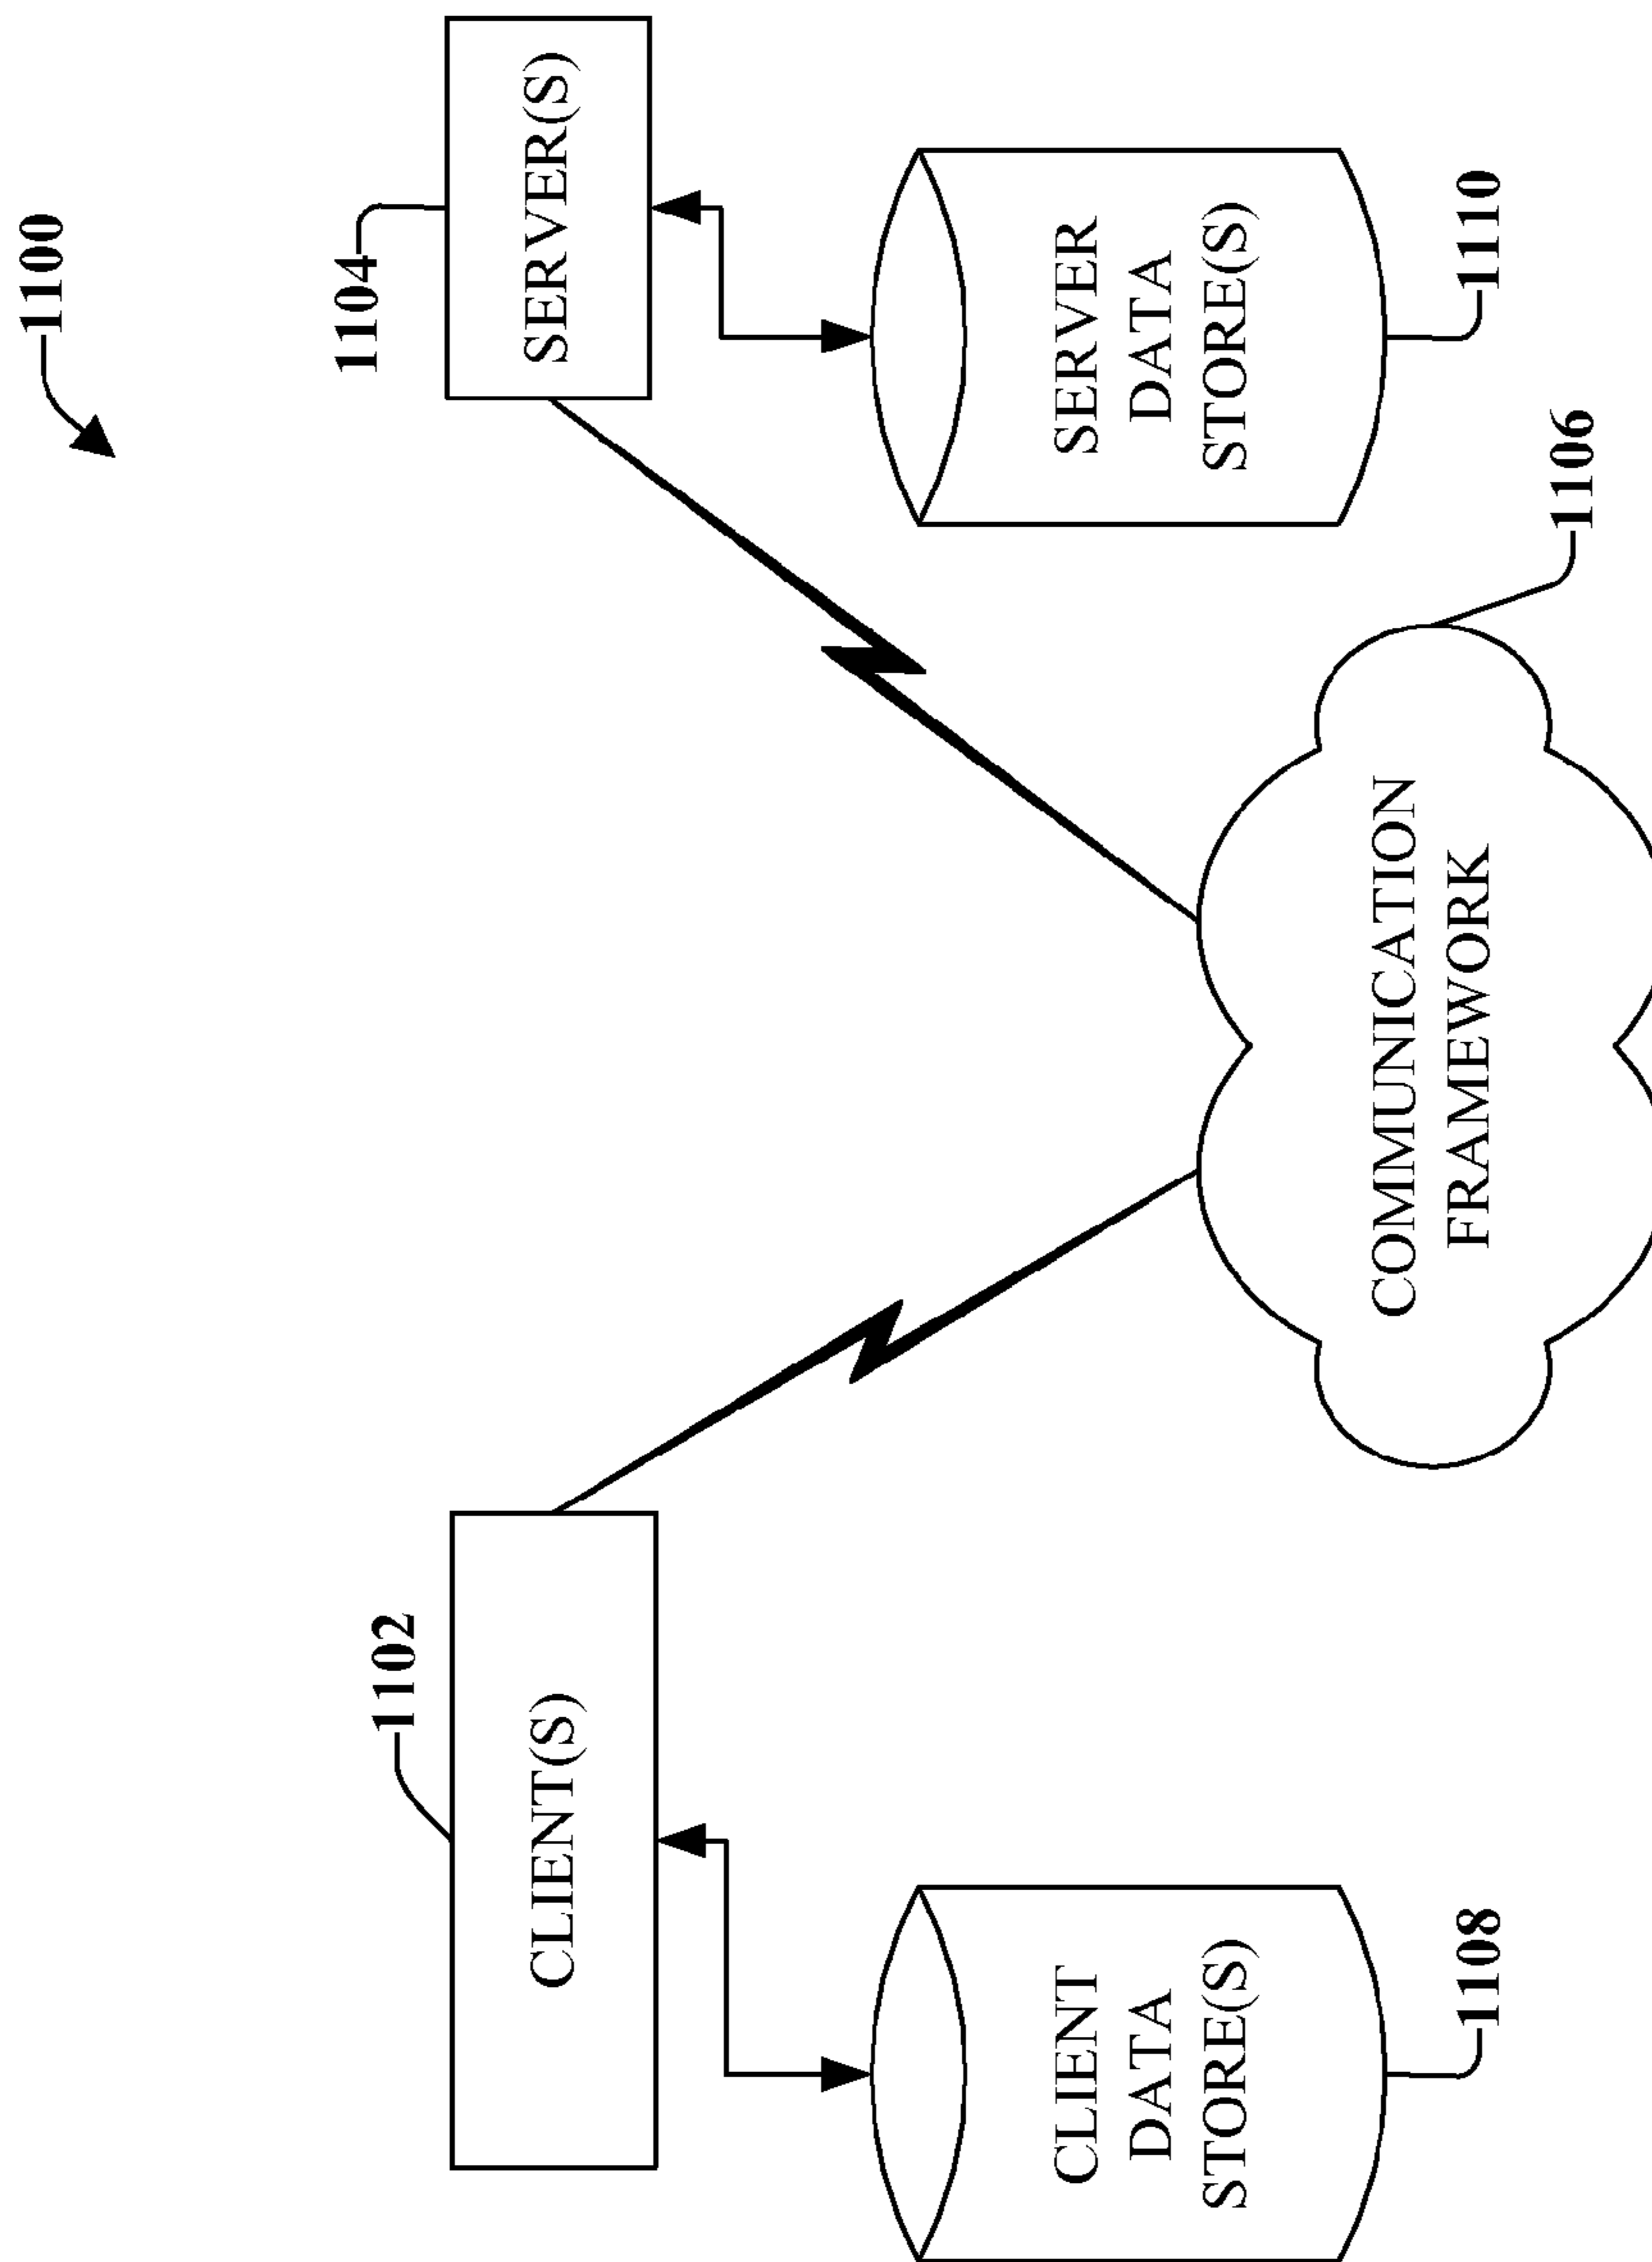 1100
1102
1104
CLIENT(S)
SERVER(S)
CLIENT
DATA
STORE(S)
SERVER
DATA
STORE(S)
COMMUNICATION
FRAMEWORK
1108
1110
1106